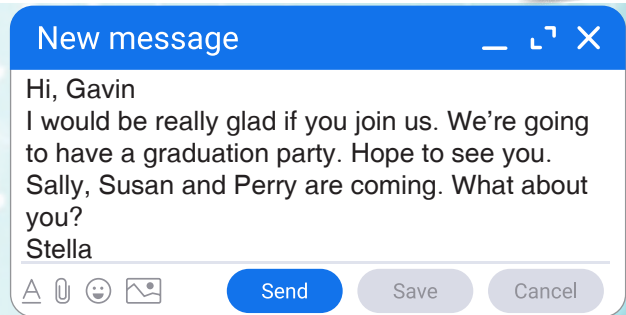 New message
Hi, Gavin
I would be really glad if you join us. We’re going
to have a graduation party. Hope to see you.
Sally, Susan and Perry are coming. What about
you?
Stella
A
Send Save Cancel